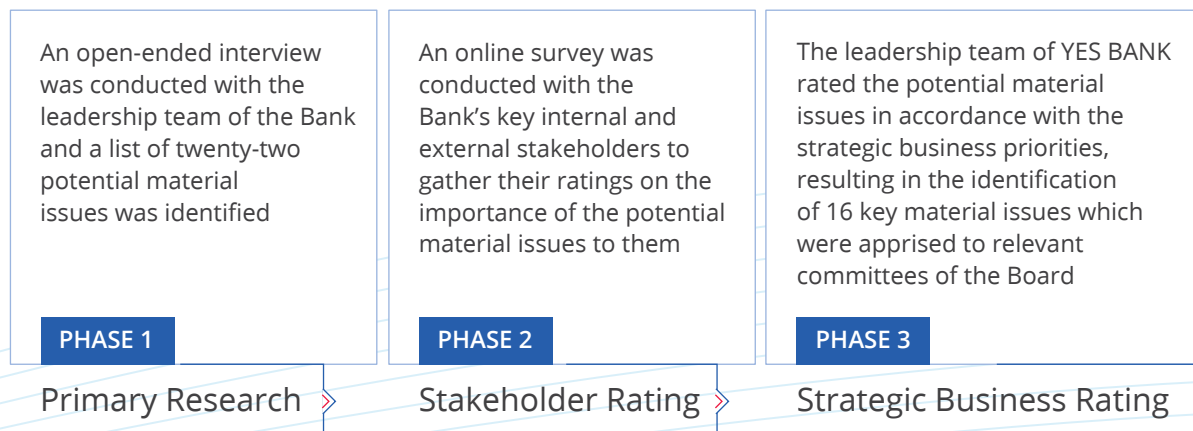 An open-ended interview
was conducted with the
leadership team of the Bank
and a list of twenty-two
potential material
issues was identified
PHASE 1
Primary Research
An online survey was
conducted with the
Bank’s key internal and
external stakeholders to
gather their ratings on the
importance of the potential
material issues to them
PHASE 2
Stakeholder Rating
The leadership team of YES BANK
rated the potential material
issues in accordance with the
strategic business priorities,
resulting in the identification
of 16 key material issues which
were apprised to relevant
committees of the Board
PHASE 3
Strategic Business Rating